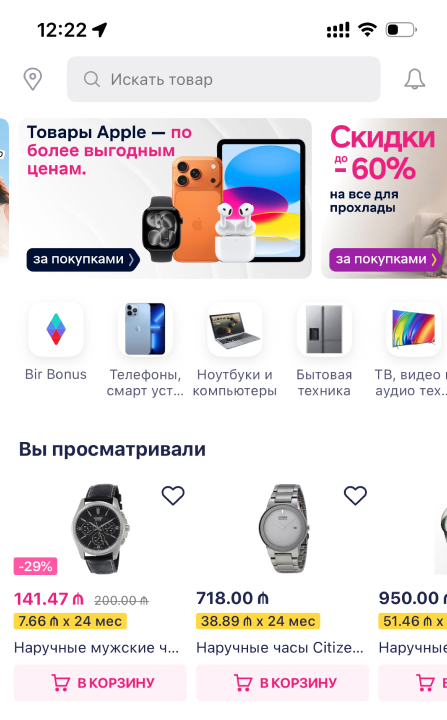 12:22
Искать товар
Товары Apple — по
более выгодным
ценам.
за покупками
Скидки
до
- 60%
на все для
прохлады
за покупками
Bir Bonus
Телефоны,
смарт уст...
Ноутбуки и
компьютеры
Бытовая
техника
ТВ, видео
аудио тех..
Вы просматривали
-29%
141.47 ₼ 200.00 ₼
7.66 ₼ x 24 мес
Наручные мужские ч...
В КОРЗИНУ
718.00 ₼
38.89 ₼ x 24 мес
Наручные часы Citize...
В КОРЗИНУ
950.00
51.46 ₼ x
Наручные